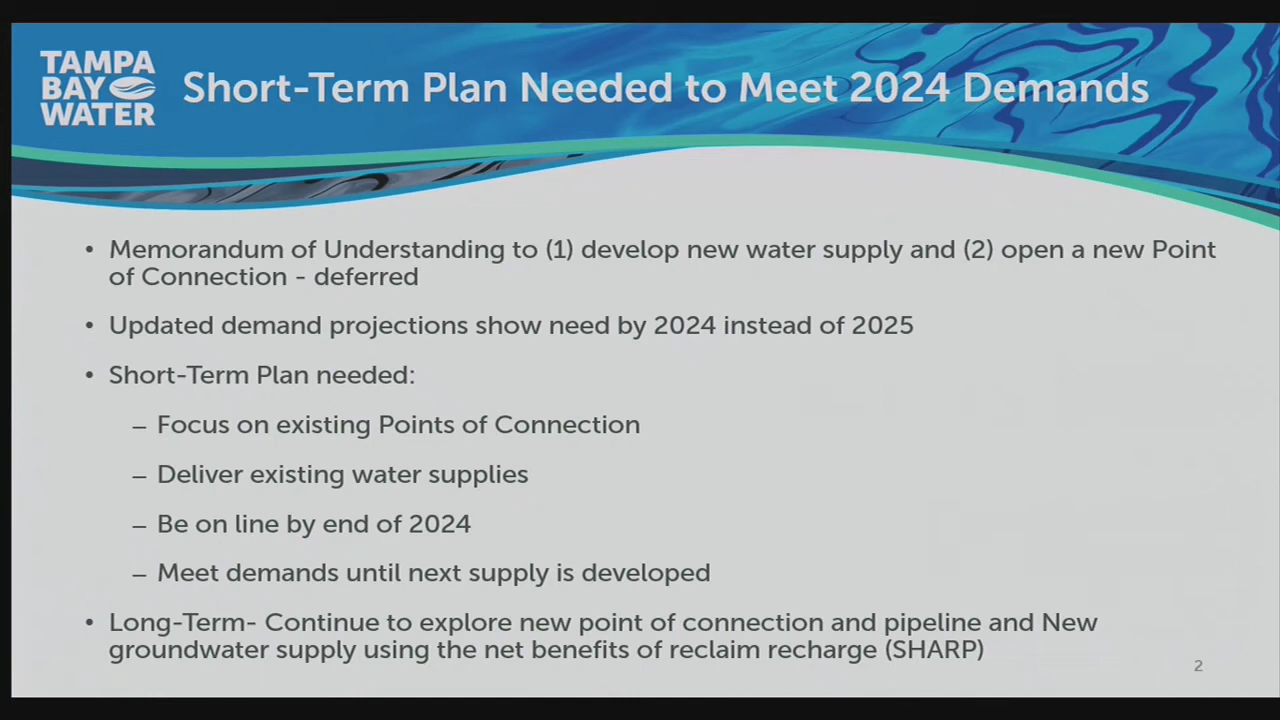 TAMPA
BAY
WATER
Short-Term Plan Needed to Meet 2024 Demands
• Memorandum of Understanding to (1) develop new water supply and (2) open a new Point
of Connection - deferred
• Updated demand projections show need by 2024 instead of 2025
• Short-Term Plan needed:
– Focus on existing Points of Connection
– Deliver existing water supplies
– Be on line by end of 2024
– Meet demands until next supply is developed
• Long-Term- Continue to explore new point of connection and pipeline and New
groundwater supply using the net benefits of reclaim recharge (SHARP)
2